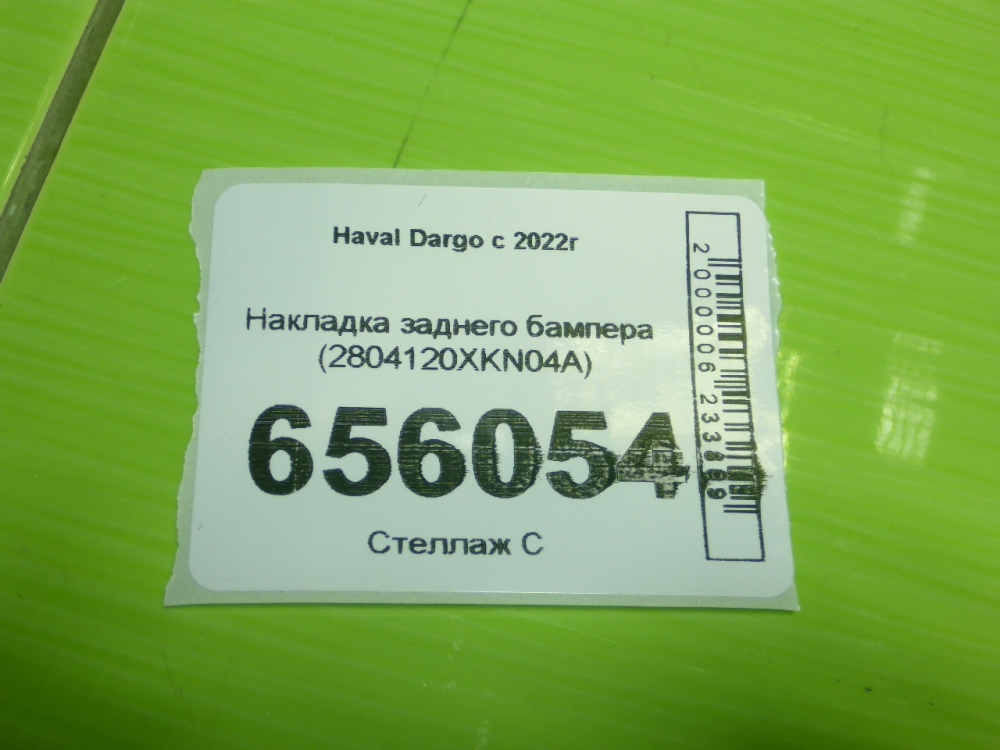 Haval Dargo с 2022г
Накладка заднего бампера
(2804120XKN04A)
656054
Стеллаж С